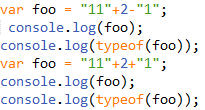 var foo = "11"+2-"1";
console.log(foo);
console.log(typeof(foo));
var foo = "11"+2+"1";
console.log(foo);
console.log(typeof(foo));